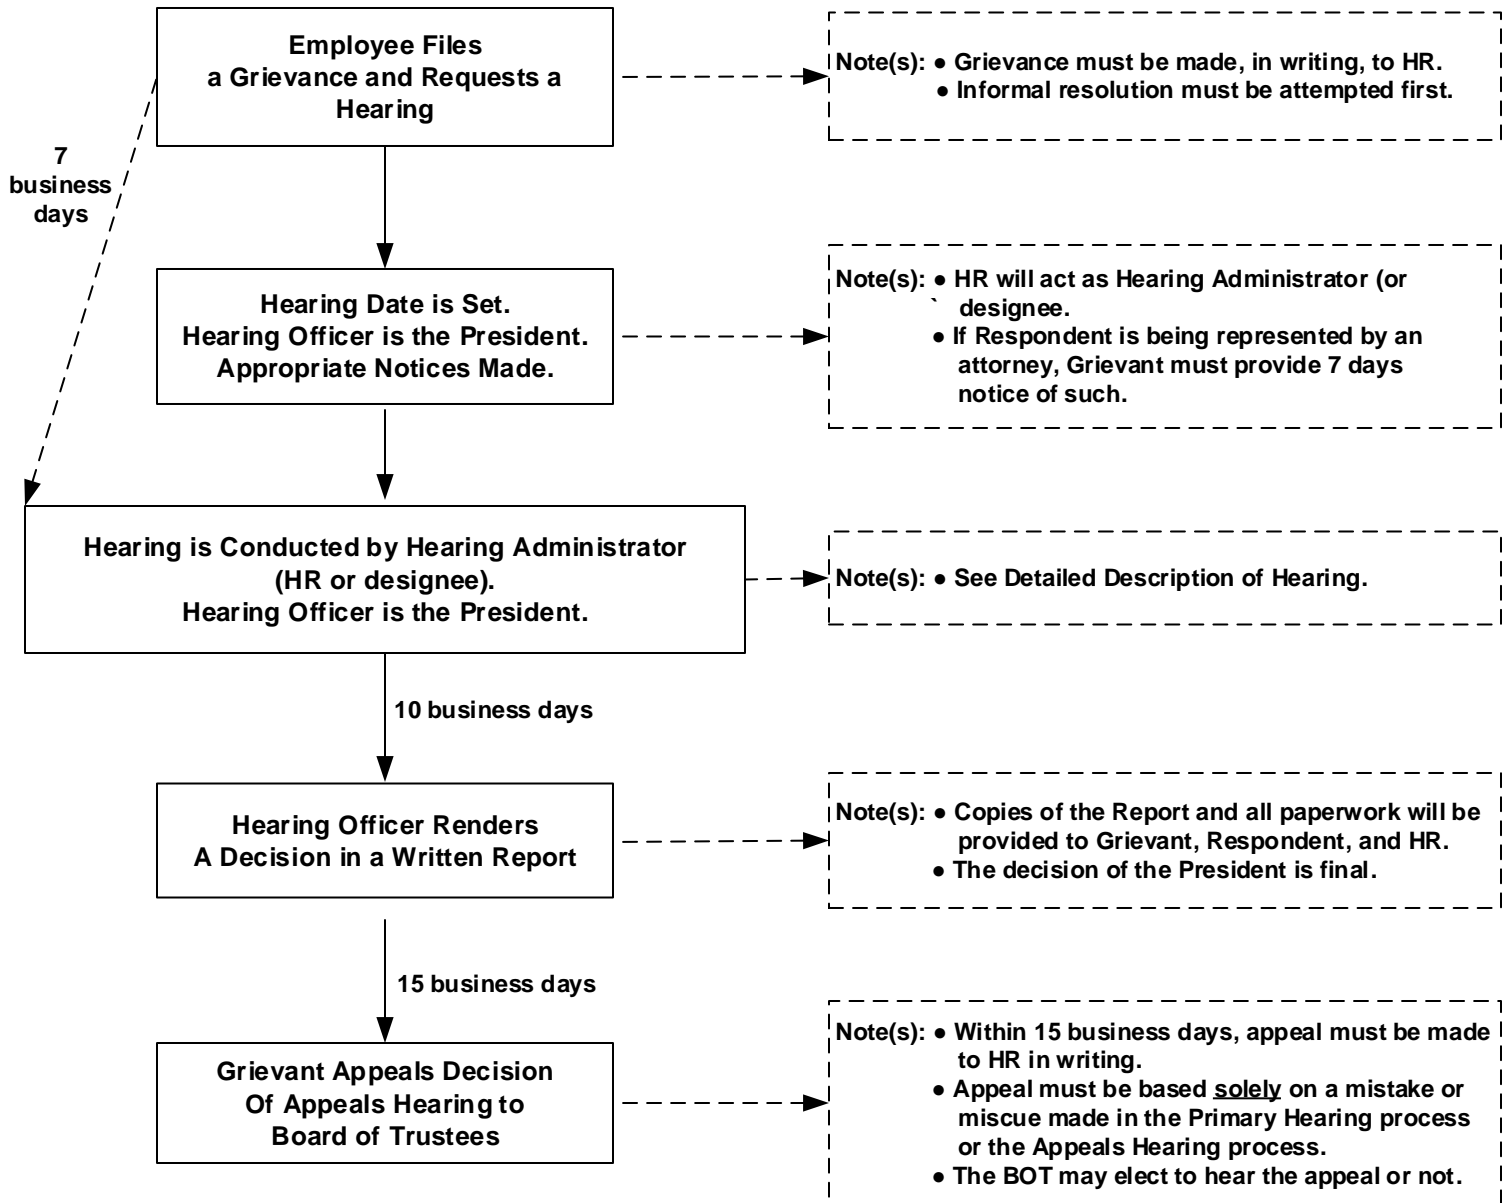 Employee Files
a Grievance and Requests a
Hearing
Note(s): ● Grievance must be made, in writing, to HR.
● Informal resolution must be attempted first.
7
business
days
Hearing Date is Set.
Hearing Officer is the President.
Appropriate Notices Made.
Note(s): ● HR will act as Hearing Administrator (or
` designee.
● If Respondent is being represented by an
attorney, Grievant must provide 7 days
notice of such.
Hearing is Conducted by Hearing Administrator
(HR or designee).
Hearing Officer is the President.
Note(s): ● See Detailed Description of Hearing.
10 business days
Hearing Officer Renders
A Decision in a Written Report
Note(s): ● Copies of the Report and all paperwork will be
provided to Grievant, Respondent, and HR.
● The decision of the President is final.
15 business days
Grievant Appeals Decision
Of Appeals Hearing to
Board of Trustees
Note(s): ● Within 15 business days, appeal must be made
to HR in writing.
● Appeal must be based solely on a mistake or
miscue made in the Primary Hearing process
or the Appeals Hearing process.
● The BOT may elect to hear the appeal or not.